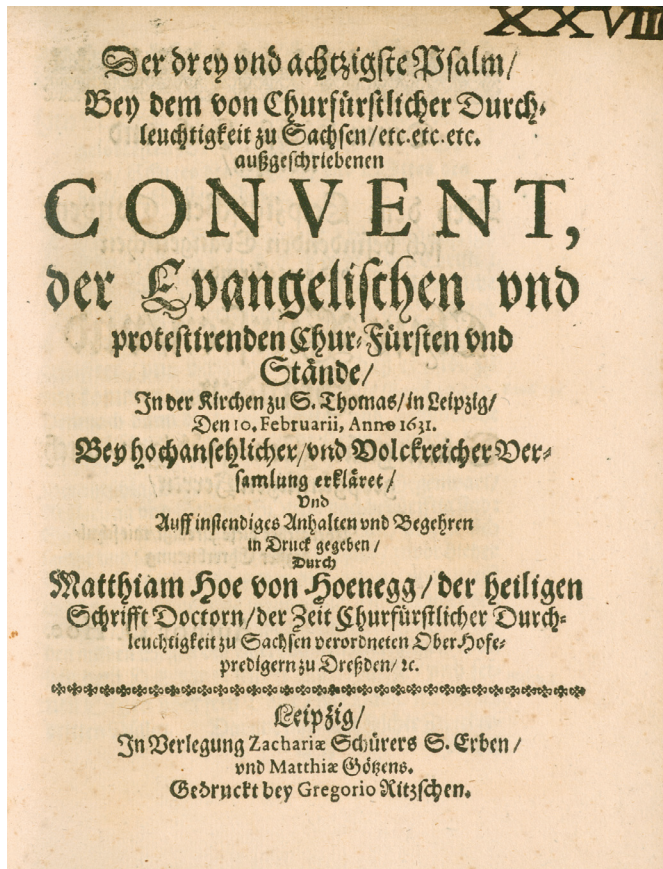 XXVII
Der drey vnd achtzigste Psalm/
Bey dem von Churfürstlicher Durch-
leuchtigkeit zu Sachsen/etc.etc.etc.
außgeschriebenen
CONVENT,
der Evangelischen vnd
protestirenden Chur-Fürsten vnd
Stände/
In der Kirchen zu S. Thomas/in Leipzig/
Den 10. Februarii, Anno 1631.
Bey hochansehlicher/vnd Volckreicher Ver-
samlung erkläret/
Vnd
Auff instendiges Anhalten vnd Begehren
in Druck gegeben/
Durch
Matthiam Hoe von Hoenegg/der heiligen
Schrifft Doctorn/der Zeit Churfürstlicher Durch-
leuchtigkeit zu Sachsen verordneten Ober Hofe-
predigern zu Dreßden/ꝛc.
Leipzig/
In Verlegung Zachariæ Schürers S. Erben/
vnd Matthiæ Götzens.
Gedruckt bey Gregorio Ritzschen.